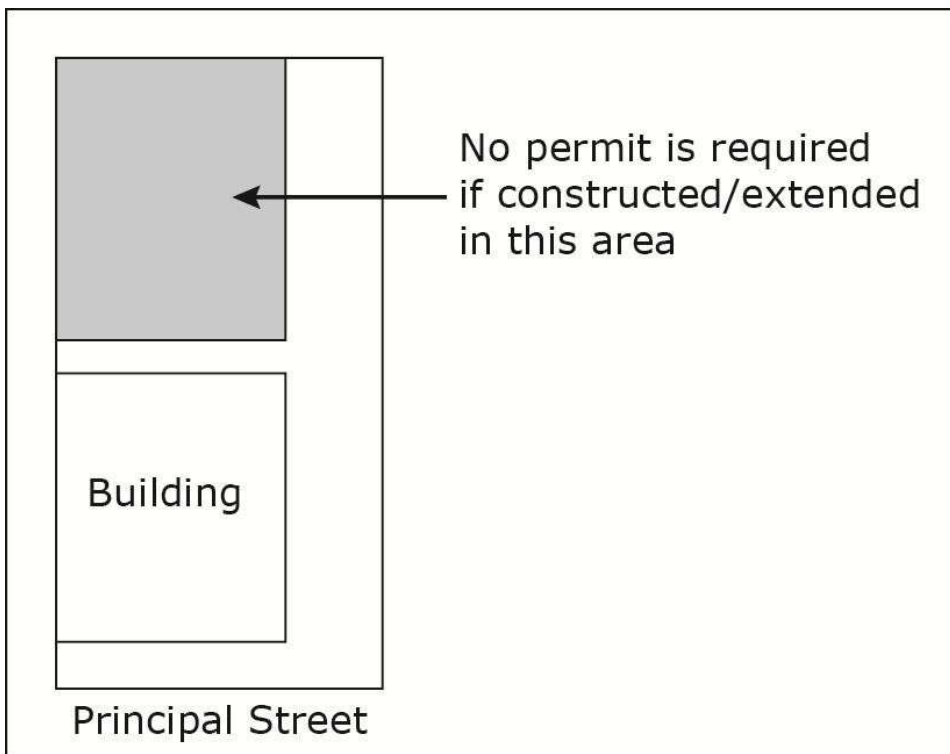 No permit is required
if constructed/extended
in this area
Building
Principal Street